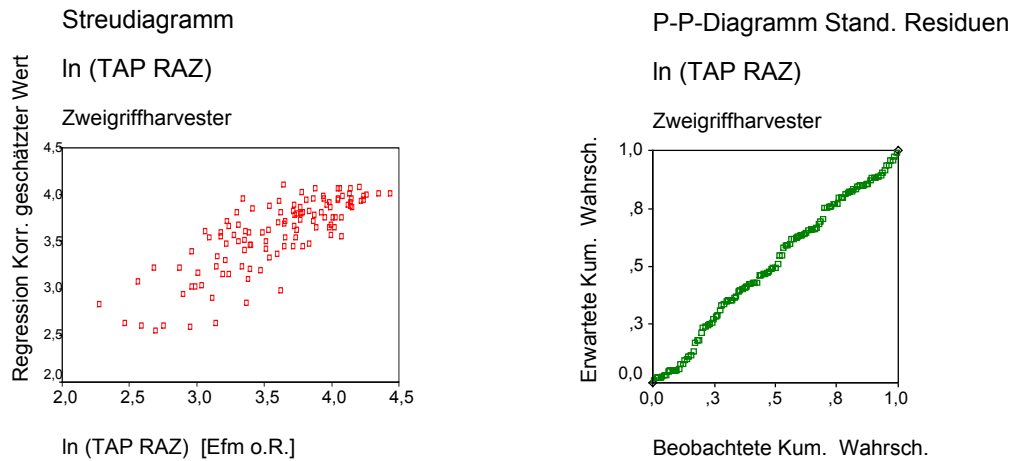 Streudiagramm
ln (TAP RAZ)
Zweigriffharvester
Regression Korr. geschätzter Wert
4,5
4,0
3,5
3,0
2,5
2,0
2,0 2,5 3,0 3,5 4,0 4,5
ln (TAP RAZ) [Efm o.R.]
P-P-Diagramm Stand. Residuen
ln (TAP RAZ)
Zweigriffharvester
Erwartete Kum. Wahrsch.
1,0
,8
,5
,3
0,0
0,0 ,3 ,5 ,8 1,0
Beobachtete Kum. Wahrsch.